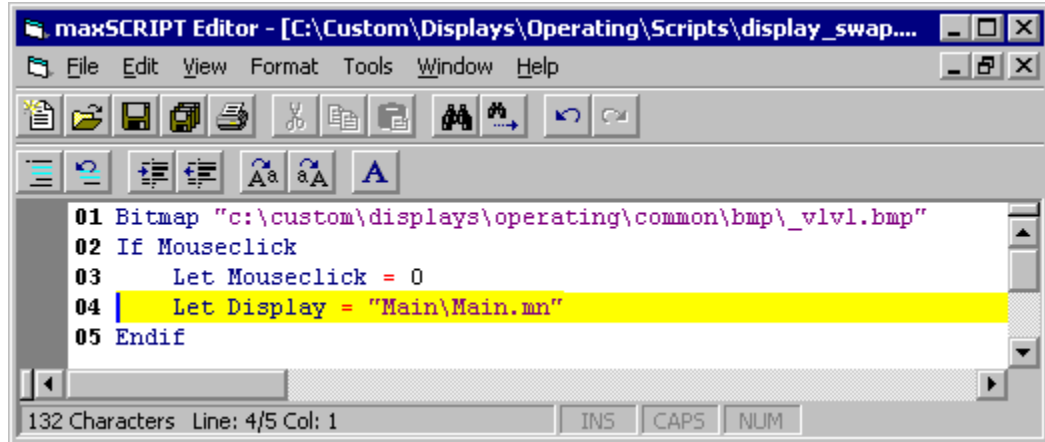 maxSCRIPT Editor - [C:\Custom\Displays\Operating\Scripts\display_swap....
File Edit View Format Tools Window Help
Aa aA A
01 Bitmap "c:\custom\displays\operating\common\bmp\_vlvl.bmp"
02 If Mouseclick
03 Let Mouseclick = 0
04 Let Display = "Main\Main.mn"
05 Endif
132 Characters Line: 4/5 Col: 1 INS CAPS NUM